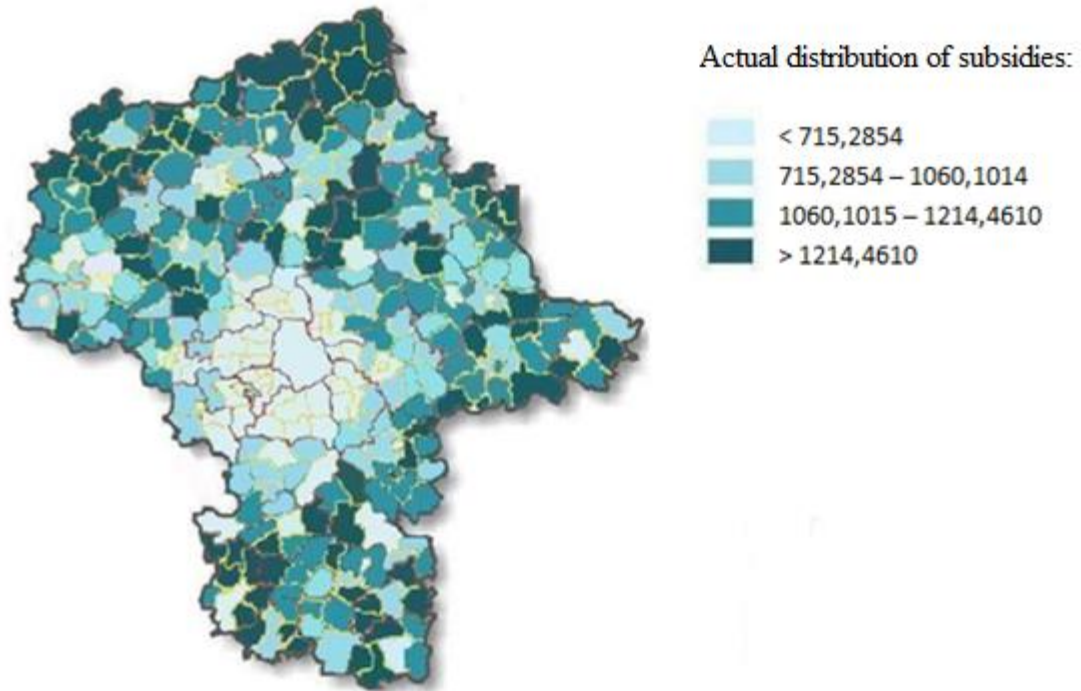 Actual distribution of subsidies:
< 715,2854
715,2854 – 1060,1014
1060,1015 – 1214,4610
> 1214,4610